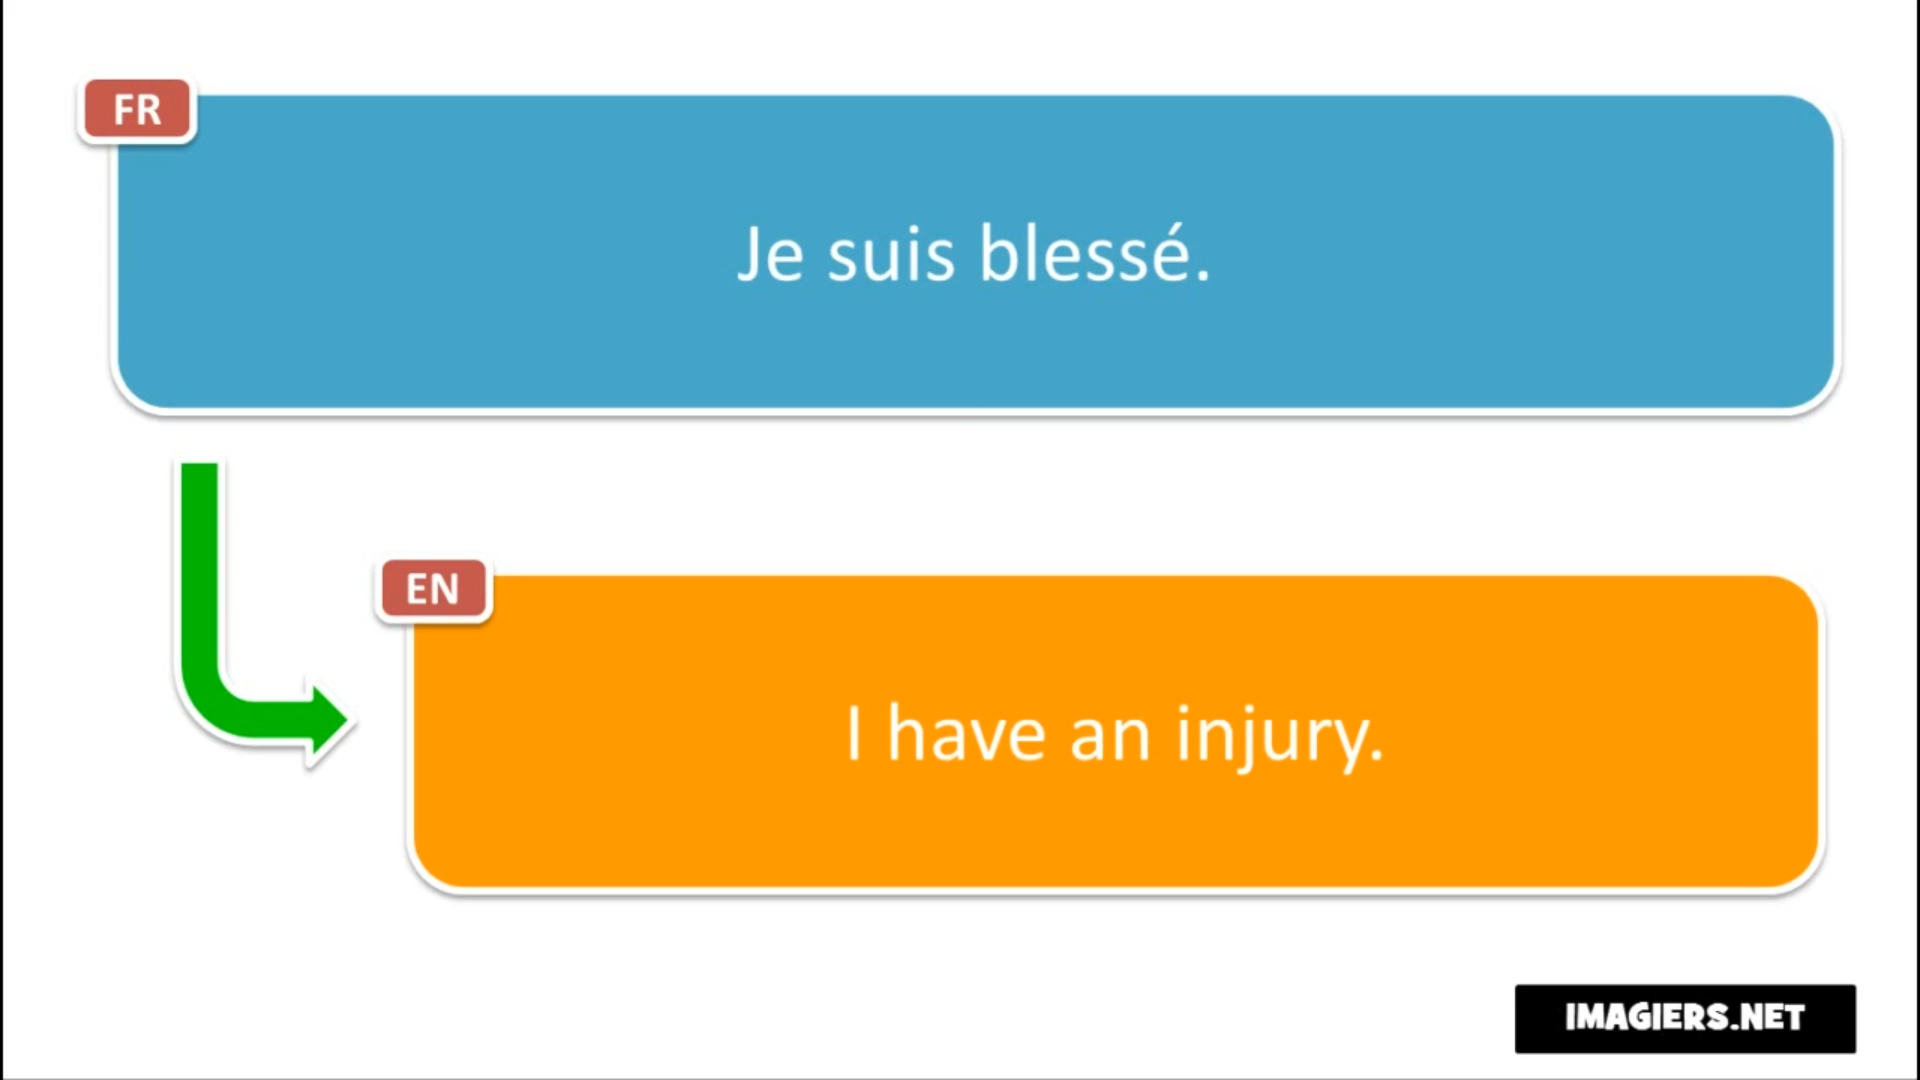 FR
Je suis blessé.
EN
I have an injury.
IMAGIERS.NET